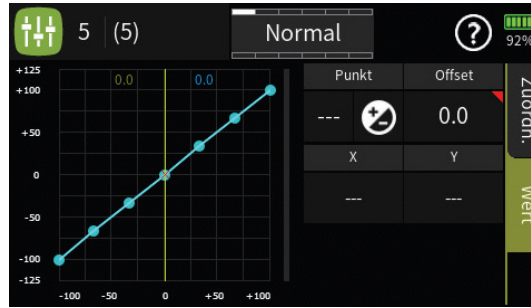 5 (5) Normal ? 92%
Zuordn.
Wert
0.0 0.0
+125
+100
+50
0
-50
-100
-125
-100 -50 0 +50 +100
Punkt Offset
--- 0.0
X Y
--- ---